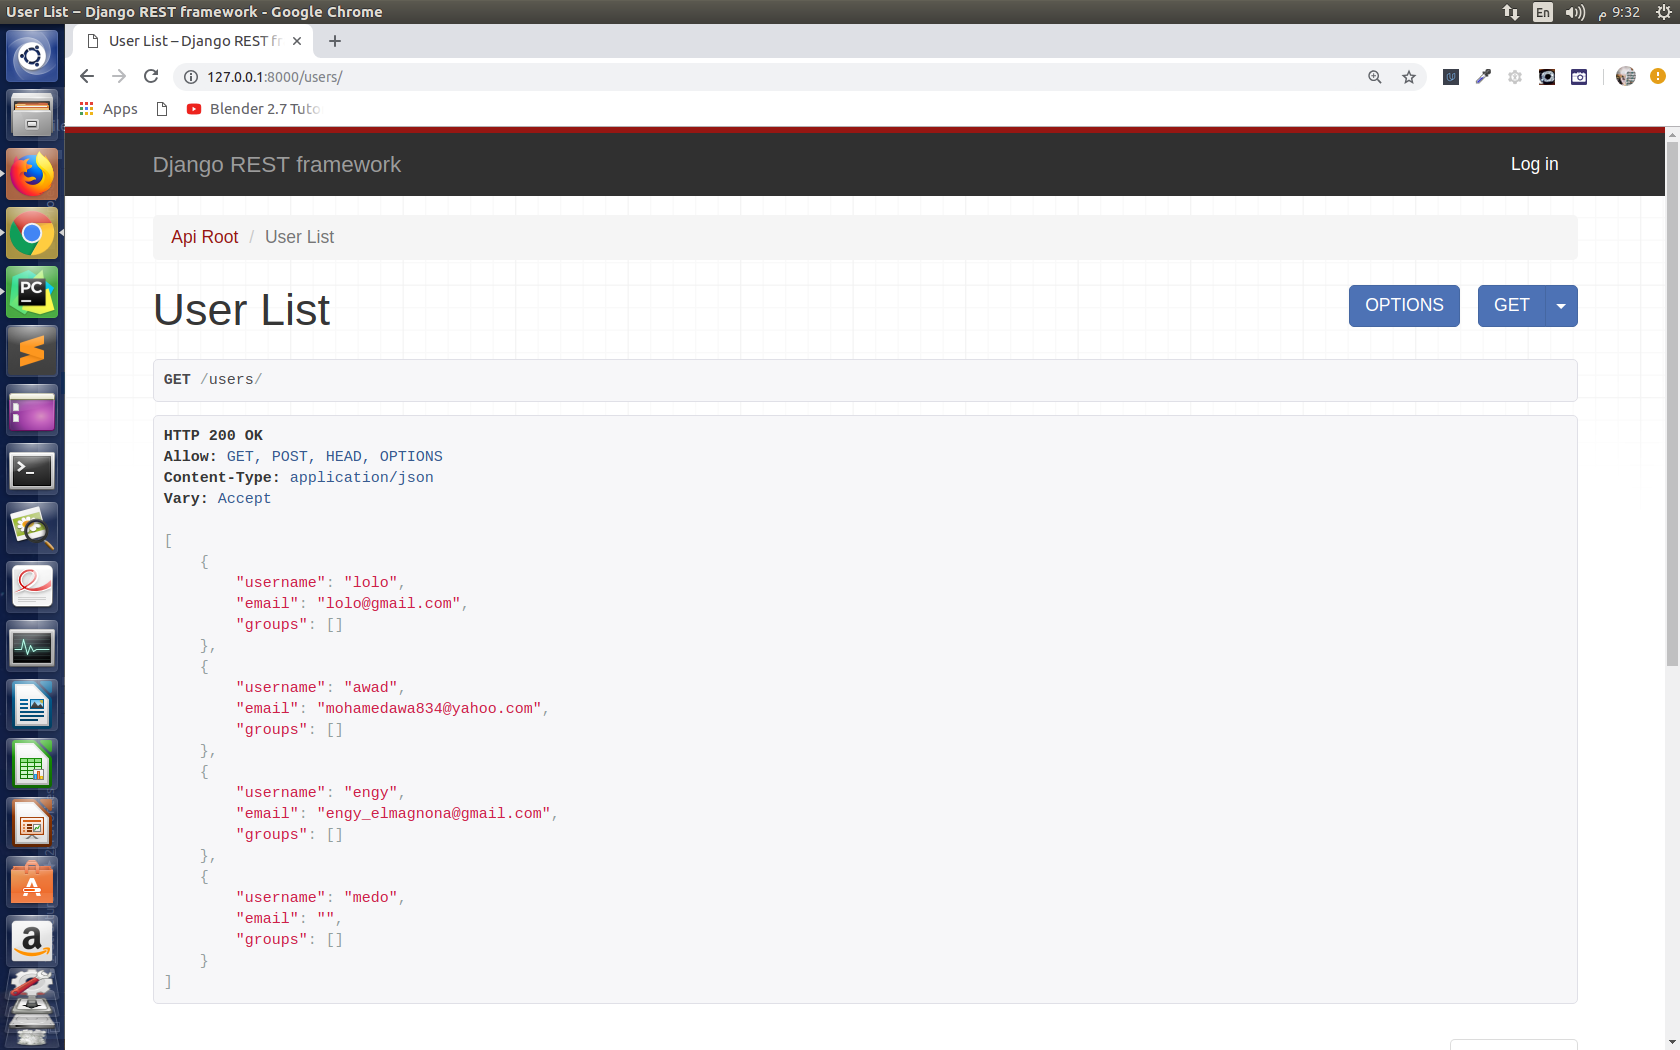 User List – Django REST framework - Google Chrome
En
9:32 م
User List – Django REST fr
127.0.0.1:8000/users/
Apps
Blender 2.7 Tuto
Django REST framework
Log in
Api Root / User List
User List
OPTIONS
GET
GET /users/
HTTP 200 OK
Allow: GET, POST, HEAD, OPTIONS
Content-Type: application/json
Vary: Accept
[
    {
        "username": "lolo",
        "email": "lolo@gmail.com",
        "groups": []
    },
    {
        "username": "awad",
        "email": "mohamedawa834@yahoo.com",
        "groups": []
    },
    {
        "username": "engy",
        "email": "engy_elmagnona@gmail.com",
        "groups": []
    },
    {
        "username": "medo",
        "email": "",
        "groups": []
    }
]
PC